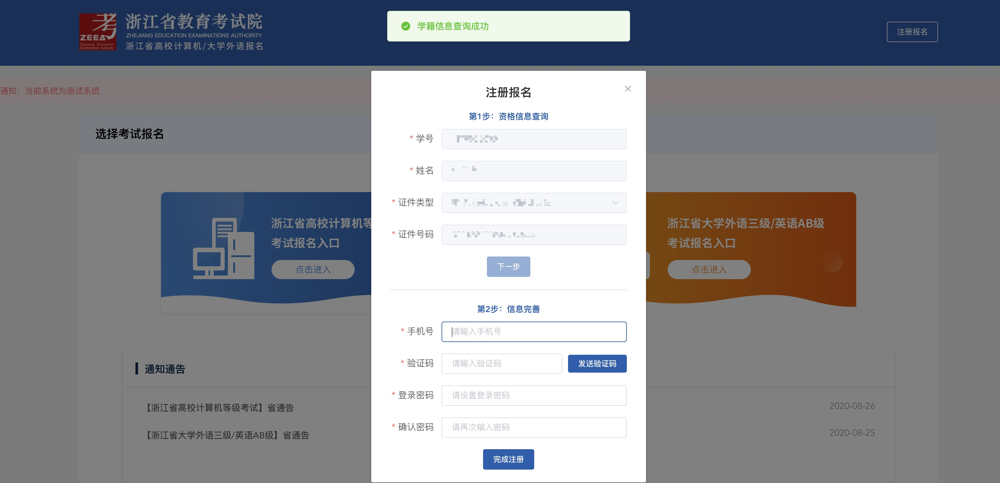 考
ZEEA
Zhejiang Education
Examinations Authority
浙江省教育考试院
ZHEJIANG EDUCATION EXAMINATIONS AUTHORITY
浙江省高校计算机/大学外语报名
学籍信息查询成功
注册报名
通知：当前系统为测试系统
选择考试报名
浙江省高校计算机等
考试报名入口
点击进入
浙江省大学外语三级/英语AB级
考试报名入口
点击进入
注册报名
第1步：资格信息查询
* 学号
* 姓名
* 证件类型
* 证件号码
下一步
第2步：信息完善
* 手机号 请输入手机号
* 验证码 请输入验证码 发送验证码
* 登录密码 请设置登录密码
* 确认密码 请再次输入密码
完成注册
通知通告
【浙江省高校计算机等级考试】省通告 2020-08-26
【浙江省大学外语三级/英语AB级】省通告 2020-08-25